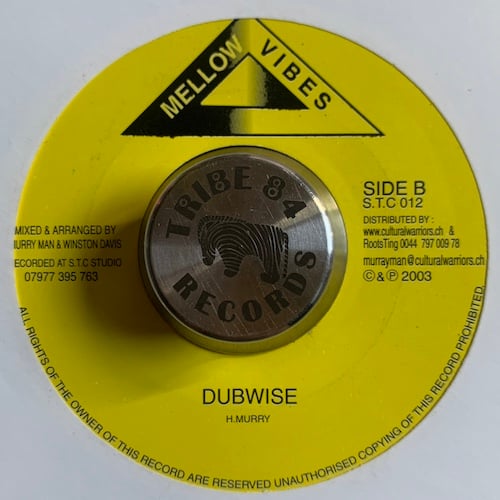 MELLOW VIBES
TRIBE 84
RECORDS
SIDE B
S.T.C 012
DISTRIBUTED BY :
www.culturalwarriors.ch &
RootsTing 0044 797 009 78
murrayman@culturalwarriors.ch
©&℗ 2003
MIXED & ARRANGED BY
URRY MAN & WINSTON DAVIS
ECORDED AT S.T.C STUDIO
07977 395 763
DUBWISE
H.MURRY
ALL RIGHTS OF THE OWNER OF THIS RECORD ARE RESERVED UNAUTHORISED COPYING OF THIS RECORD PROHIBITED